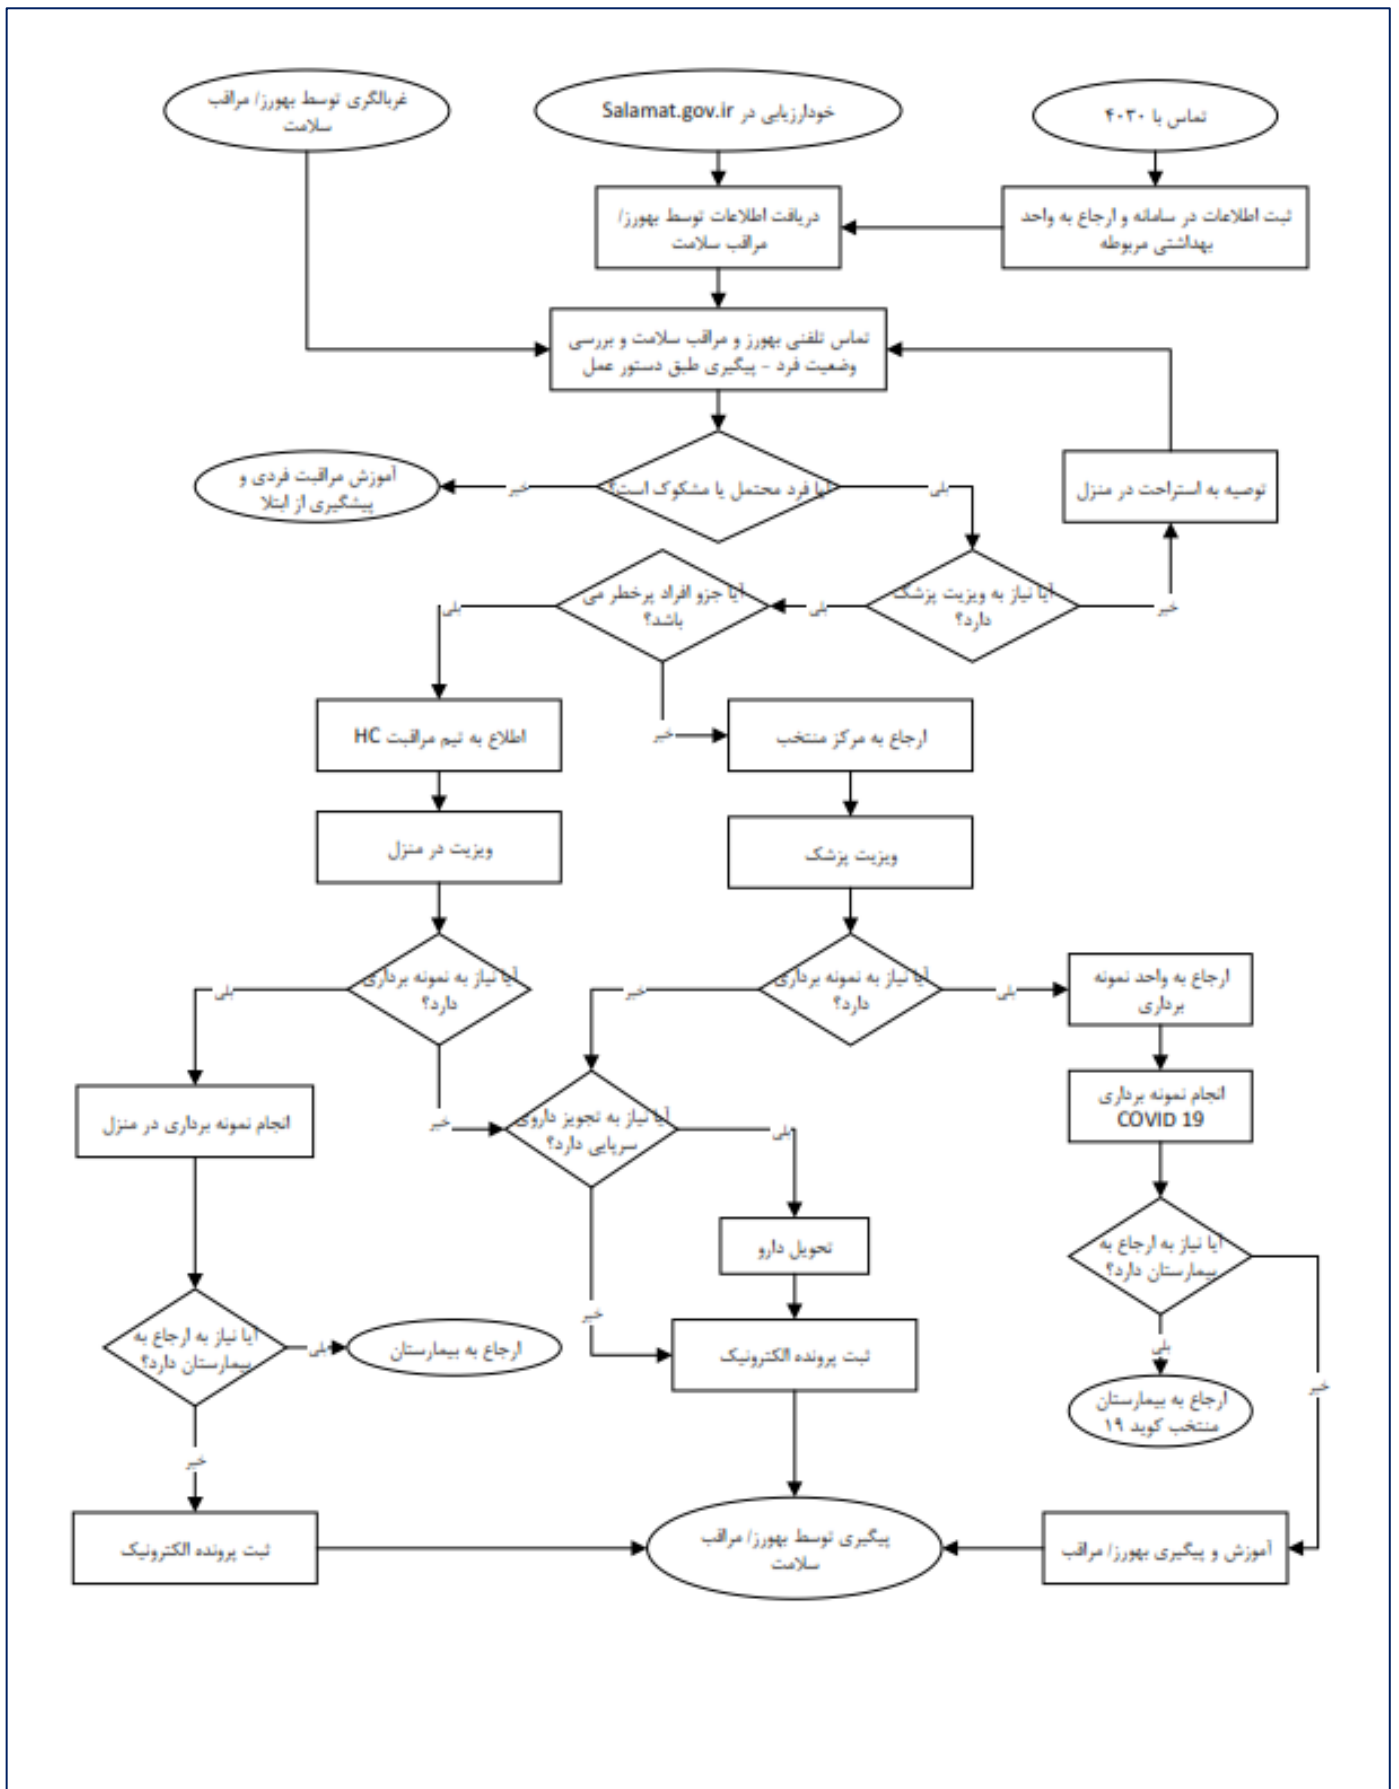 تماس با ۴۰۳۰
خودارزیابی در Salamat.gov.ir
غربالگری توسط بهورز/ مراقب
سلامت
ثبت اطلاعات در سامانه و ارجاع به واحد
بهداشتی مربوطه
دریافت اطلاعات توسط بهورز/
مراقب سلامت
تماس تلفنی بهورز و مراقب سلامت و بررسی
وضعیت فرد - پیگیری طبق دستور عمل
توصیه به استراحت در منزل
بلی
آیا فرد محتمل یا مشکوک است؟
خیر
آموزش مراقبت فردی و
پیشگیری از ابتلا
خیر
آیا نیاز به ویزیت پزشک
دارد؟
بلی
آیا جزو افراد پرخطر می
باشد؟
بلی
خیر
ارجاع به مرکز منتخب
اطلاع به تیم مراقبت HC
ویزیت پزشک
ویزیت در منزل
ارجاع به واحد نمونه
برداری
بلی
آیا نیاز به نمونه برداری
دارد؟
خیر
آیا نیاز به نمونه برداری
دارد؟
بلی
خیر
انجام نمونه برداری
COVID 19
بلی
آیا نیاز به تجویز داروی
سرپایی دارد؟
خیر
انجام نمونه برداری در منزل
آیا نیاز به ارجاع به
بیمارستان دارد؟
تحویل دارو
بلی
خیر
ثبت پرونده الکترونیک
ارجاع به بیمارستان
بلی
آیا نیاز به ارجاع به
بیمارستان دارد؟
خیر
ارجاع به بیمارستان
منتخب کوید ۱۹
آموزش و پیگیری بهورز/ مراقب
پیگیری توسط بهورز/ مراقب
سلامت
ثبت پرونده الکترونیک